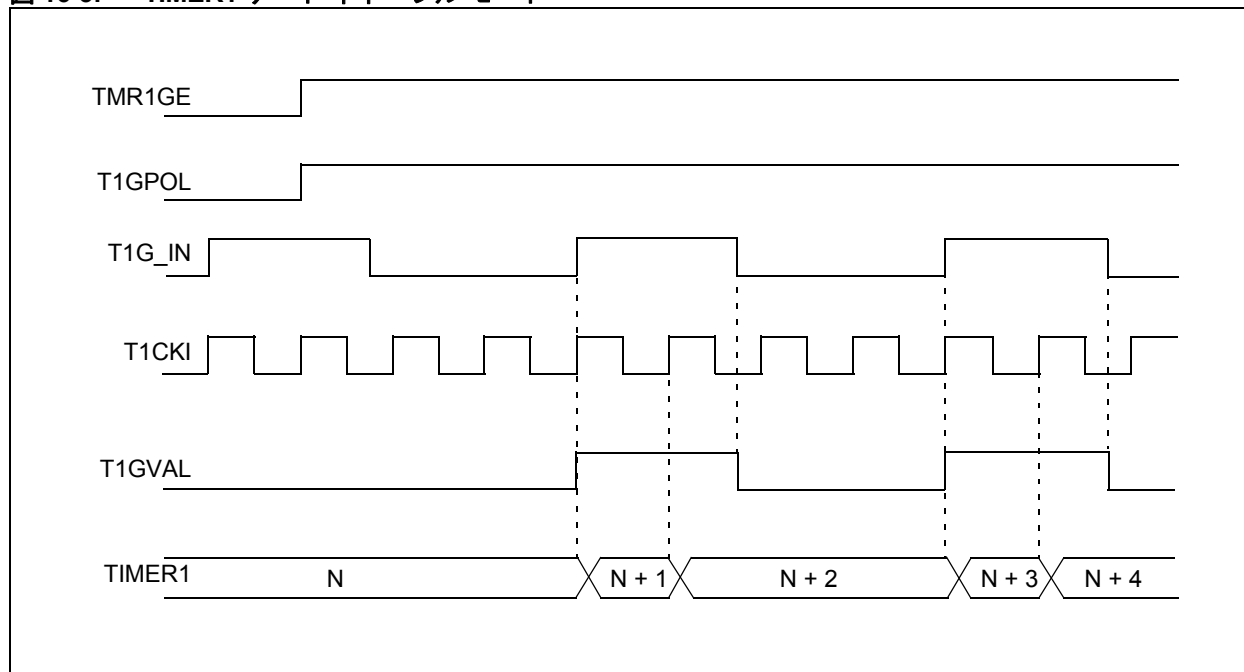 TMR1GE
T1GPOL
T1G_IN
T1CKI
T1GVAL
TIMER1 N N + 1 N + 2 N + 3 N + 4